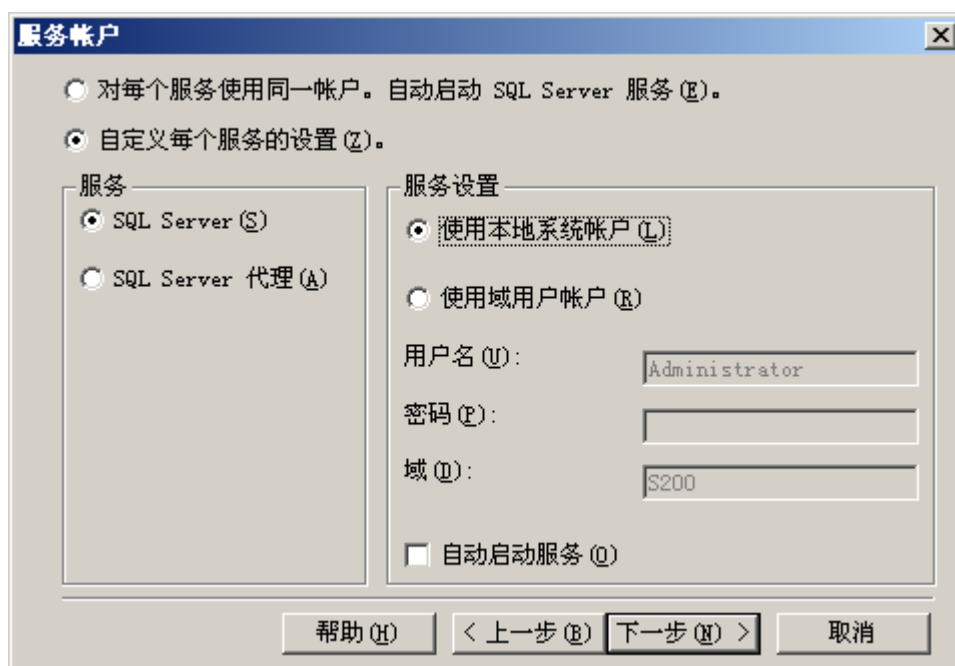 服务帐户
对每个服务使用同一帐户。自动启动 SQL Server 服务(E)。
自定义每个服务的设置(Z)。
服务
SQL Server(S)
SQL Server 代理(A)
服务设置
使用本地系统帐户(L)
使用域用户帐户(R)
用户名(U):
Administrator
密码(P):
域(D):
S200
自动启动服务(O)
帮助(H)
< 上一步(B)
下一步(N) >
取消